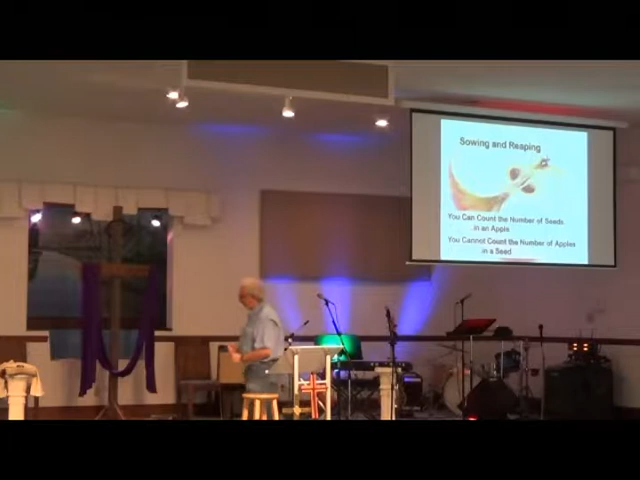 Sowing and Reaping
You Can Count the Number of Seeds
...in an Apple
You Cannot Count the Number of Apples
in a Seed